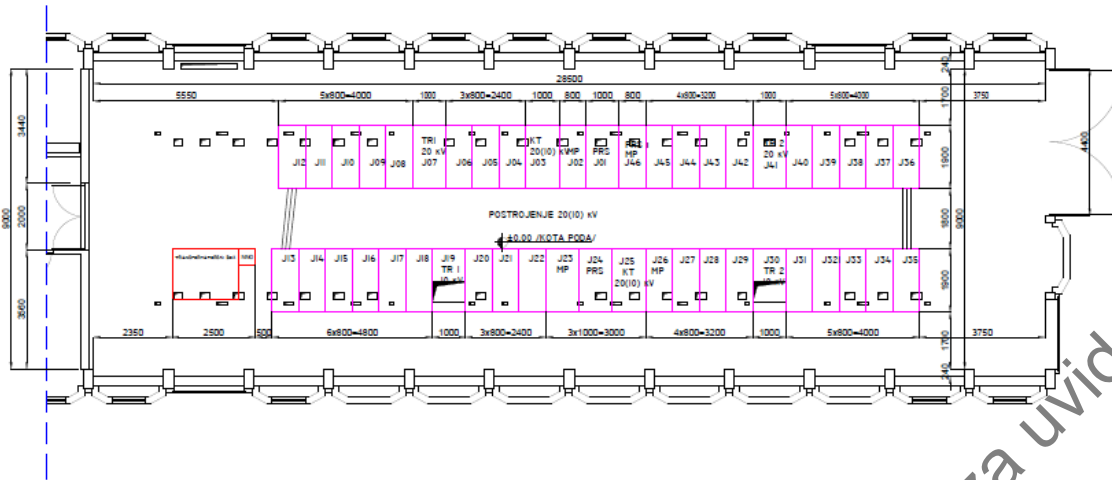 28500
5550 5x800=4000 1000 3x800=2400 1000 800 1000 800 4x800=3200 1000 5x800=4000 3750
240
1700
3440
4400
TR1
20 kV
KT
20(10) kV
MP
PRS
MP
20 kV
J12 J11 J10 J09 J08 J07 J06 J05 J04 J03 J02 J01 J46 J45 J44 J43 J42 J41 J40 J39 J38 J37 J36
1900
9000
2000
1800
9000
POSTROJENJE 20(10) kV
±0.00 /KOTA PODA/
J13 J14 J15 J16 J17 J18 J19 J20 J21 J22 J23 J24 J25 J26 J27 J28 J29 J30 J31 J32 J33 J34 J35
TR 1
MP
PRS
KT
20(10) kV
MP
TR 2
1900
3560
2350 2500 500 6x800=4800 1000 3x800=2400 3x1000=3000 4x800=3200 1000 5x800=4000 3750
1700
240
za uvid